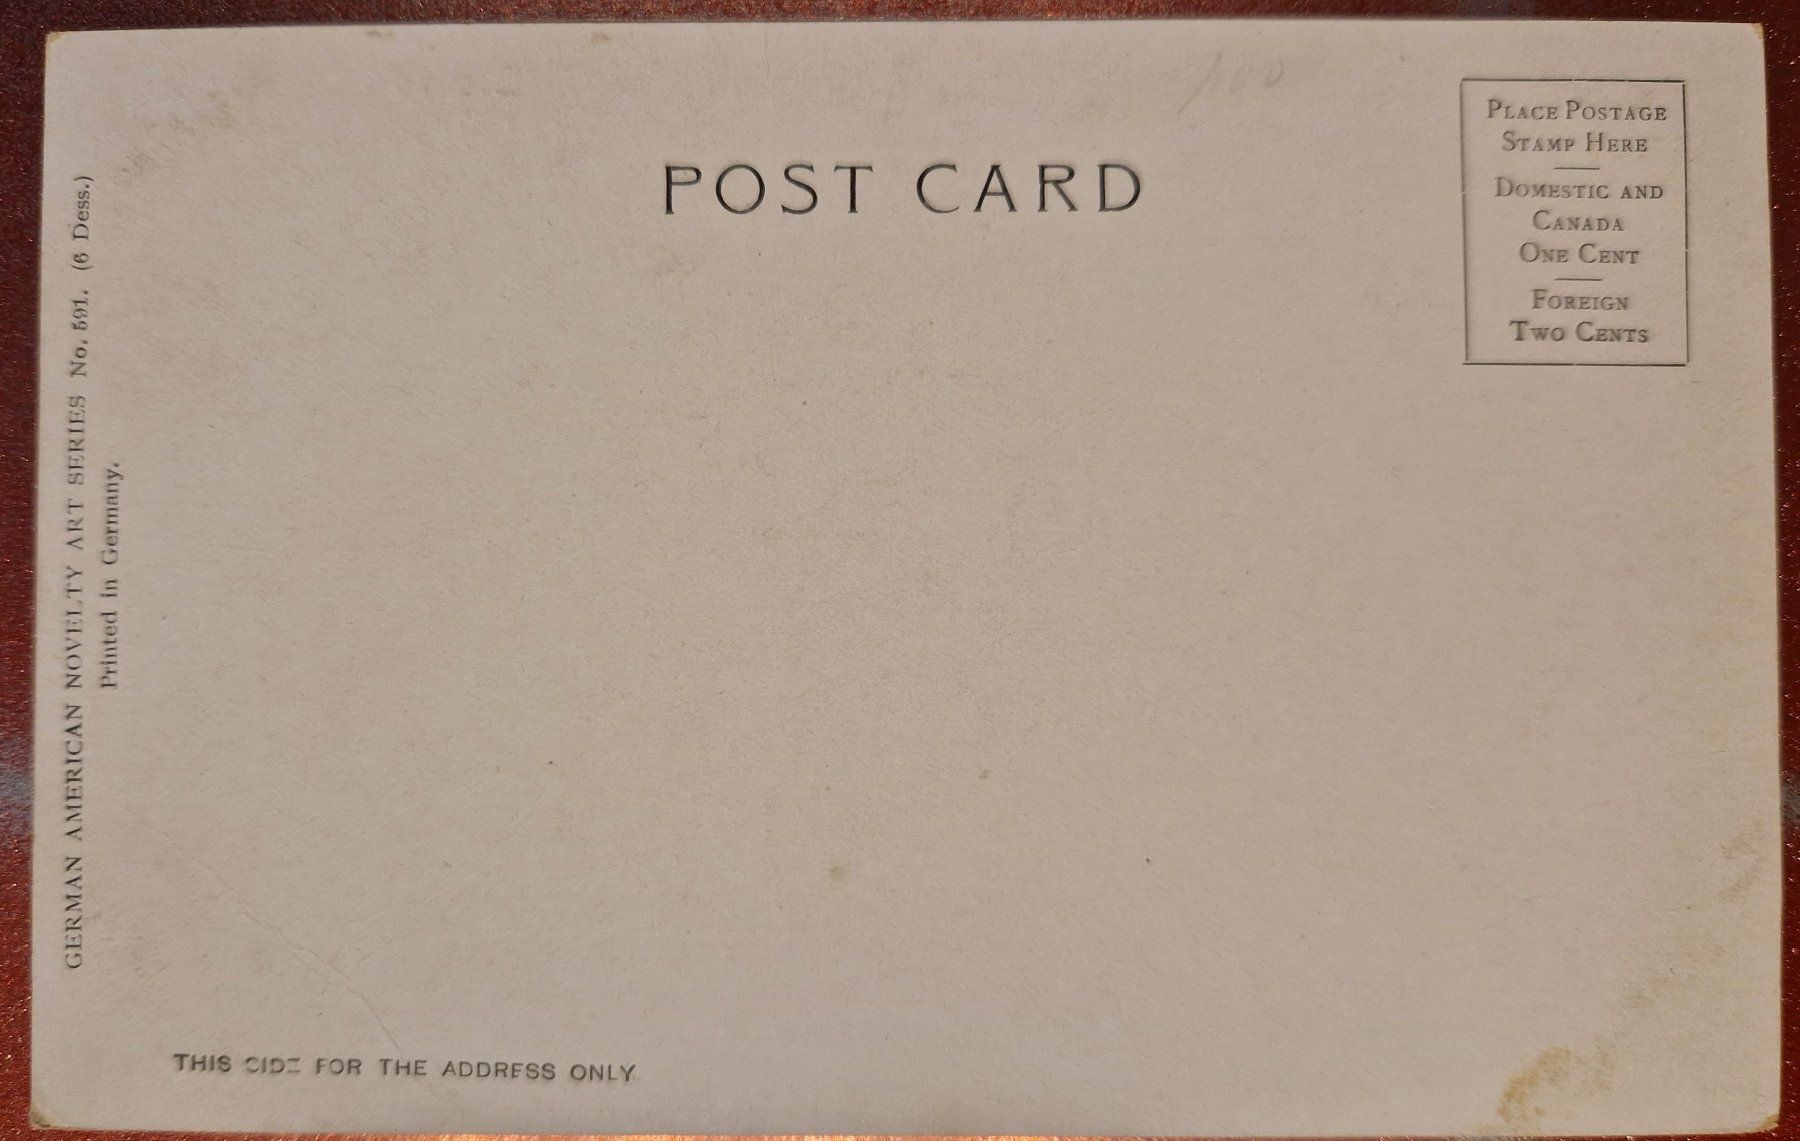 POST CARD
PLACE POSTAGE
STAMP HERE
DOMESTIC AND
CANADA
ONE CENT
FOREIGN
TWO CENTS
GERMAN AMERICAN NOVELTY ART SERIES No. 591. (6 Dess.)
Printed in Germany.
THIS SIDE FOR THE ADDRESS ONLY